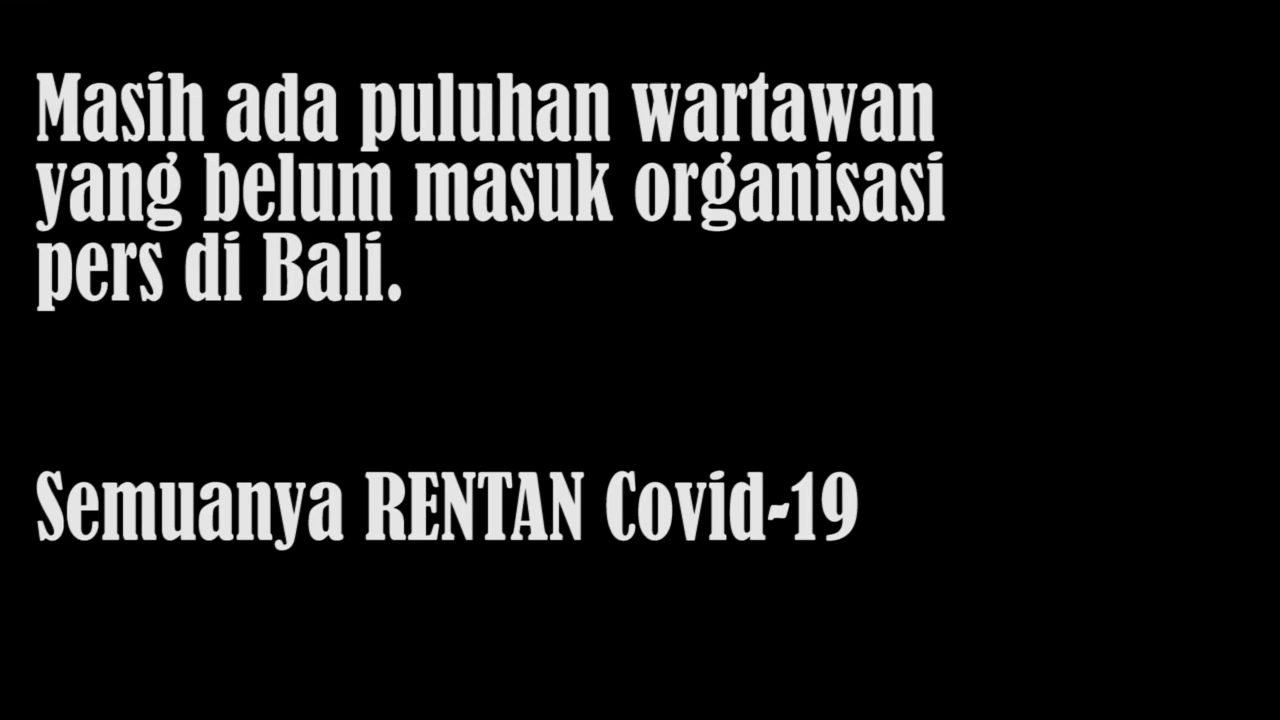 Masih ada puluhan wartawan
yang belum masuk organisasi
pers di Bali.
Semuanya RENTAN Covid-19